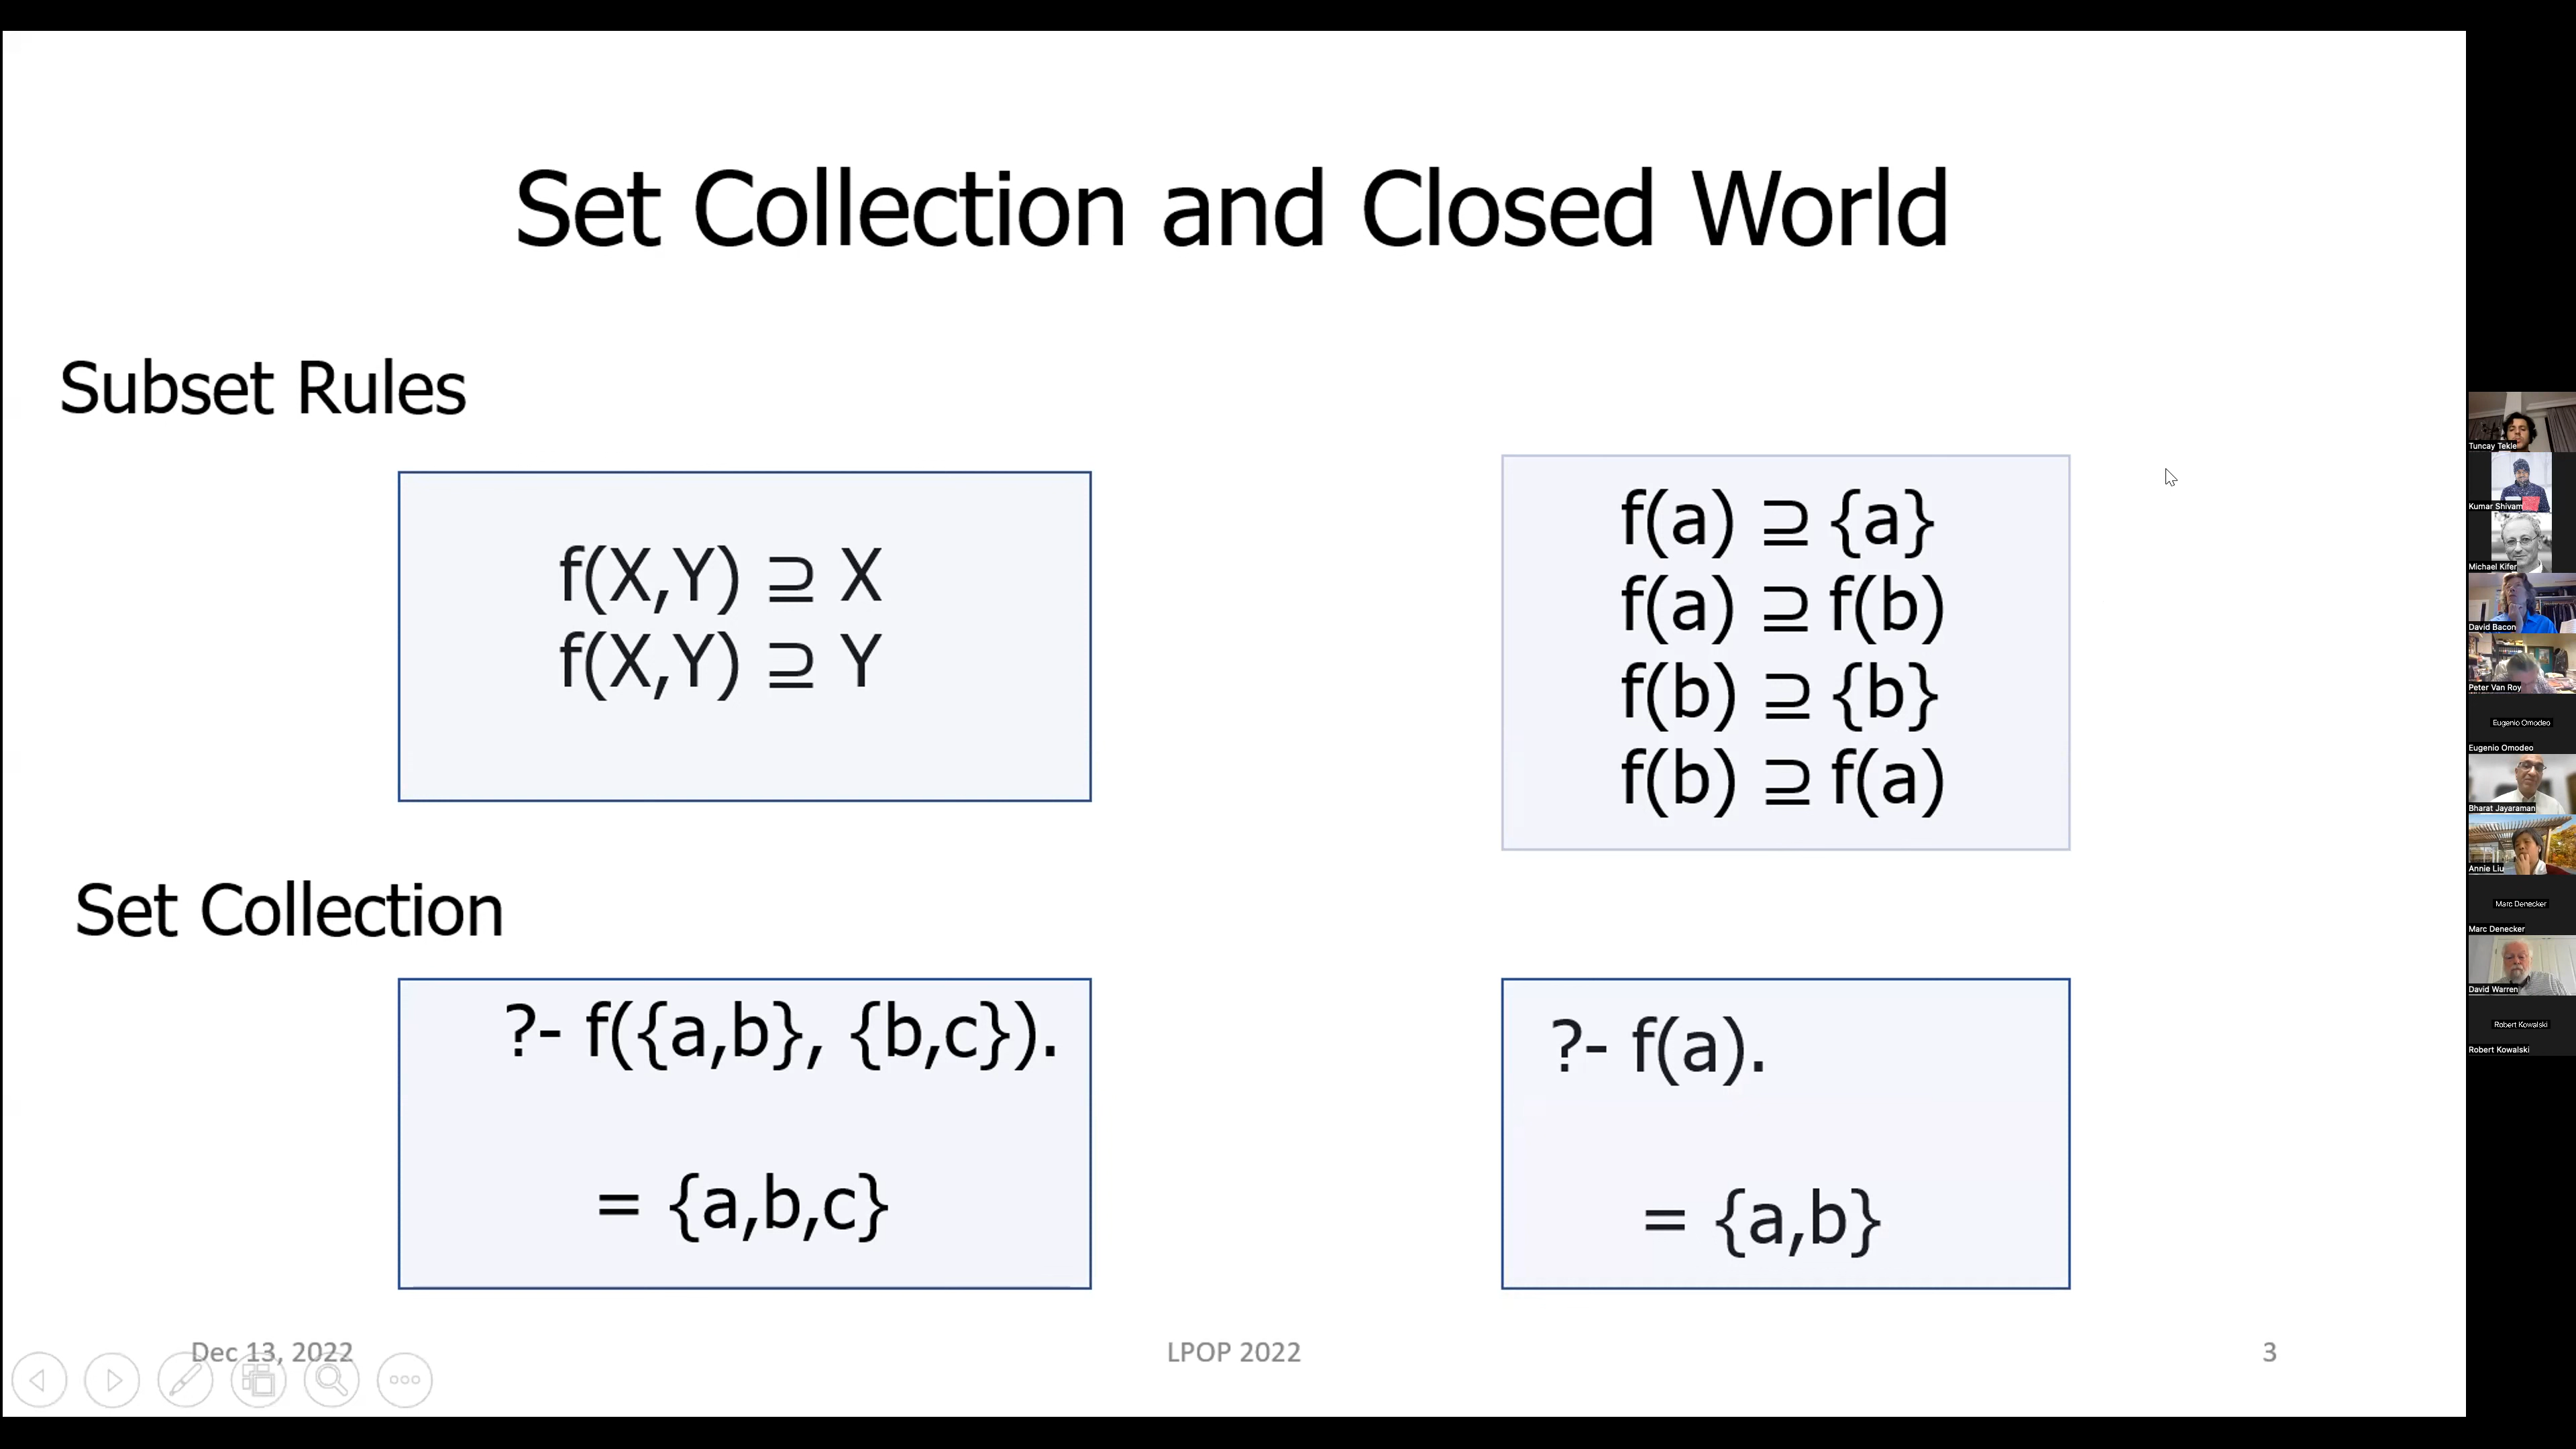 Set Collection and Closed World
Subset Rules
f(X,Y) ⊇ X
f(X,Y) ⊇ Y
f(a) ⊇ {a}
f(a) ⊇ f(b)
f(b) ⊇ {b}
f(b) ⊇ f(a)
Set Collection
?- f({a,b}, {b,c}).
= {a,b,c}
?- f(a).
= {a,b}
Dec 13, 2022
LPOP 2022
3
Tuncay Tekle
Kumar Shivam
Michael Kifer
David Bacon
Peter Van Roy
Eugenio Omodeo
Eugenio Omodeo
Bharat Jayaraman
Annie Liu
Marc Denecker
Marc Denecker
David Warren
Robert Kowalski
Robert Kowalski